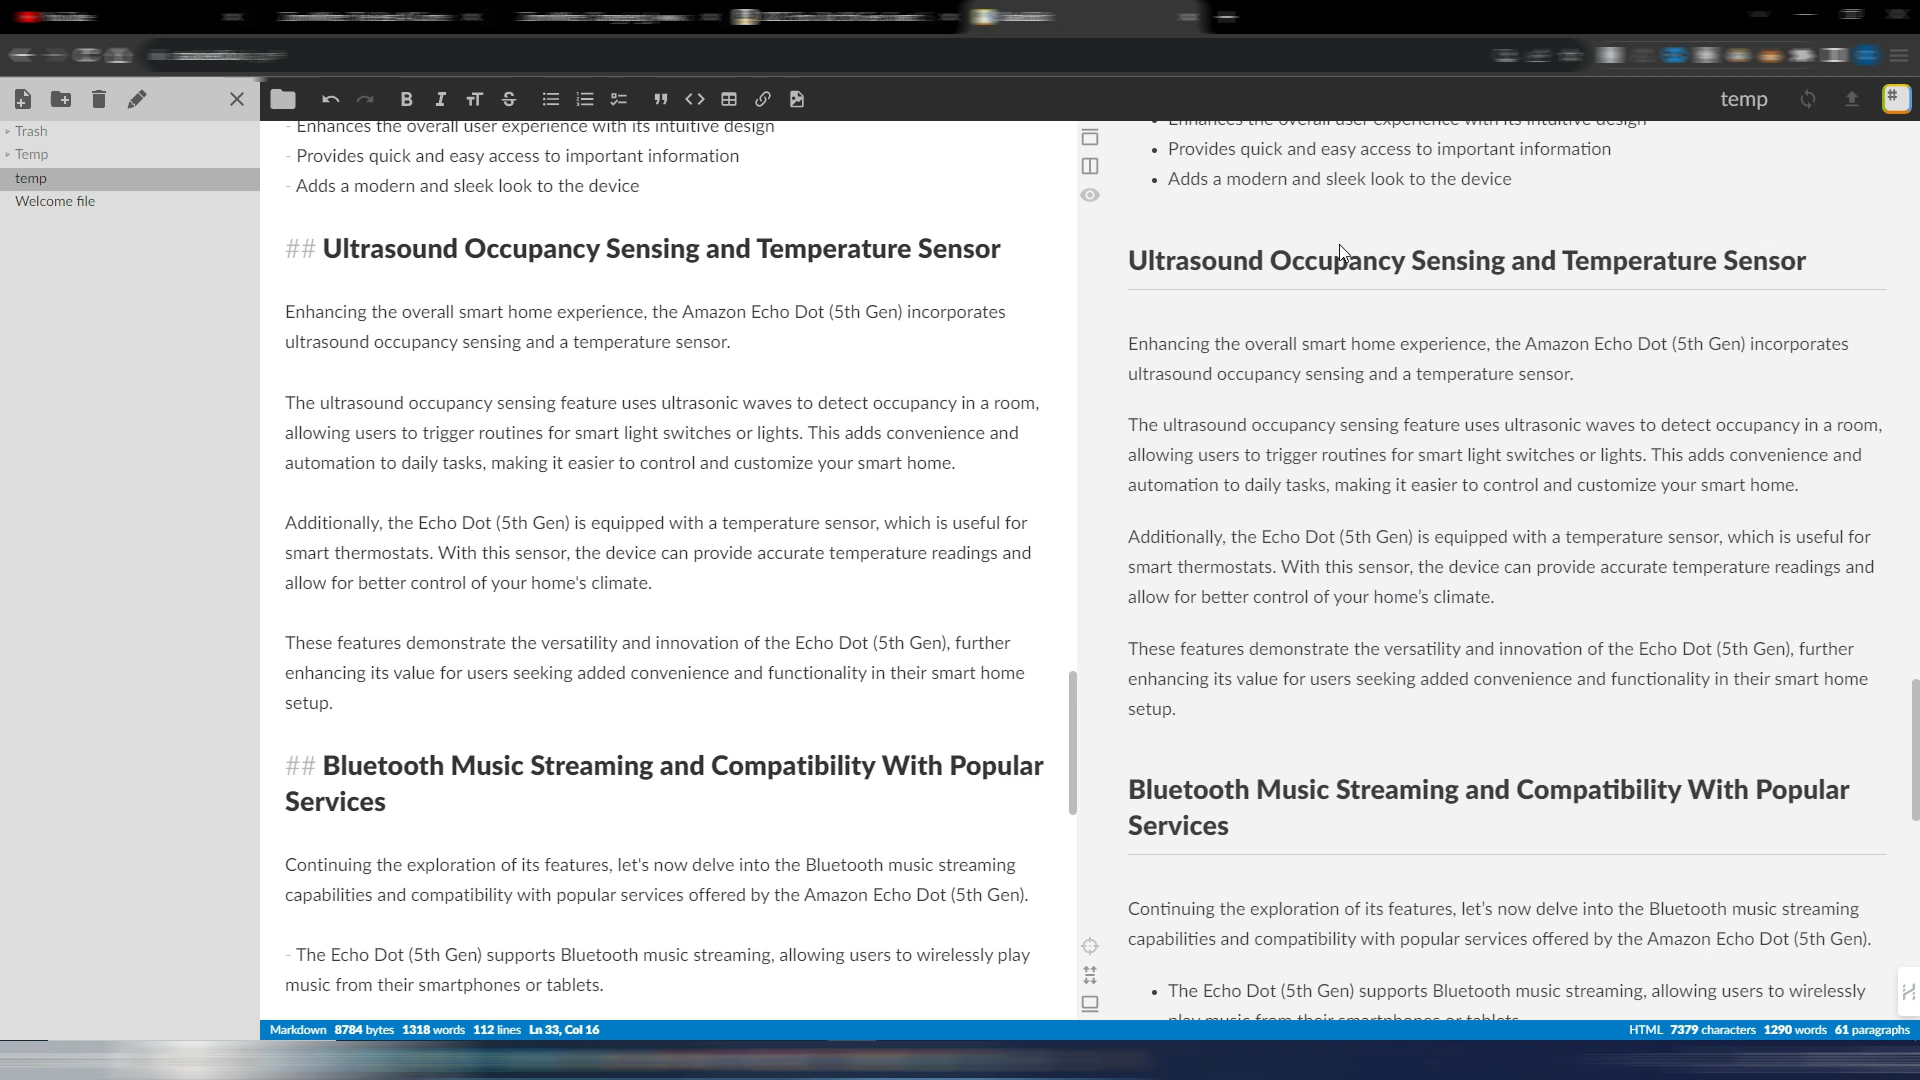 temp
Trash
Temp
temp
Welcome file
- Enhances the overall user experience with its intuitive design
- Provides quick and easy access to important information
- Adds a modern and sleek look to the device
## Ultrasound Occupancy Sensing and Temperature Sensor
Enhancing the overall smart home experience, the Amazon Echo Dot (5th Gen) incorporates
ultrasound occupancy sensing and a temperature sensor.
The ultrasound occupancy sensing feature uses ultrasonic waves to detect occupancy in a room,
allowing users to trigger routines for smart light switches or lights. This adds convenience and
automation to daily tasks, making it easier to control and customize your smart home.
Additionally, the Echo Dot (5th Gen) is equipped with a temperature sensor, which is useful for
smart thermostats. With this sensor, the device can provide accurate temperature readings and
allow for better control of your home's climate.
These features demonstrate the versatility and innovation of the Echo Dot (5th Gen), further
enhancing its value for users seeking added convenience and functionality in their smart home
setup.
## Bluetooth Music Streaming and Compatibility With Popular
Services
Continuing the exploration of its features, let's now delve into the Bluetooth music streaming
capabilities and compatibility with popular services offered by the Amazon Echo Dot (5th Gen).
- The Echo Dot (5th Gen) supports Bluetooth music streaming, allowing users to wirelessly play
music from their smartphones or tablets.
• Enhances the overall user experience with its intuitive design
• Provides quick and easy access to important information
• Adds a modern and sleek look to the device
Ultrasound Occupancy Sensing and Temperature Sensor
Enhancing the overall smart home experience, the Amazon Echo Dot (5th Gen) incorporates
ultrasound occupancy sensing and a temperature sensor.
The ultrasound occupancy sensing feature uses ultrasonic waves to detect occupancy in a room,
allowing users to trigger routines for smart light switches or lights. This adds convenience and
automation to daily tasks, making it easier to control and customize your smart home.
Additionally, the Echo Dot (5th Gen) is equipped with a temperature sensor, which is useful for
smart thermostats. With this sensor, the device can provide accurate temperature readings and
allow for better control of your home’s climate.
These features demonstrate the versatility and innovation of the Echo Dot (5th Gen), further
enhancing its value for users seeking added convenience and functionality in their smart home
setup.
Bluetooth Music Streaming and Compatibility With Popular
Services
Continuing the exploration of its features, let’s now delve into the Bluetooth music streaming
capabilities and compatibility with popular services offered by the Amazon Echo Dot (5th Gen).
• The Echo Dot (5th Gen) supports Bluetooth music streaming, allowing users to wirelessly
play music from their smartphones or tablets.
Markdown 8784 bytes 1318 words 112 lines Ln 33, Col 16
HTML 7379 characters 1290 words 61 paragraphs